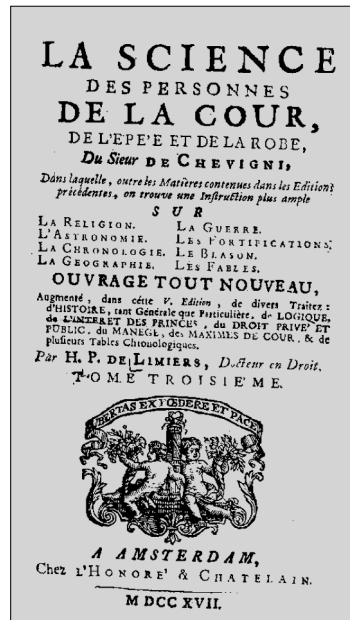 LA SCIENCE
DES PERSONNES
DE LA COUR,
DE L'EPE'E ET DE LA ROBE,
Du Sieur DE CHEVIGNI,
Dans laquelle, outre les Matières contenues dans les Editions
précédentes, on trouve une Instruction plus ample
SUR
LA RELIGION. LA GUERRE.
L'ASTRONOMIE. LES FORTIFICATIONS.
LA CHRONOLOGIE. LE BLASON.
LA GEOGRAPHIE. LES FABLES.
OUVRAGE TOUT NOUVEAU,
Augmenté, dans cette V. Edition, de divers Traitez:
d'HISTOIRE, tant Générale que Particulière, de LOGIQUE,
de L'INTERET DES PRINCES, du DROIT PRIVE' ET
PUBLIC, du MANEGE, des MAXIMES DE COUR, & de
plusieurs Tables Chronologiques.
Par H. P. DE LIMIERS, Docteur en Droit.
TOME TROISIEME.
LIBERTAS EX FOEDERE ET PACE
A AMSTERDAM,
Chez L'HONORE' & CHATELAIN.
M DCC XVII.